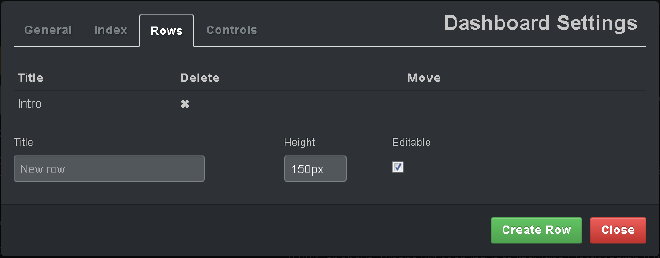 General Index Rows Controls Dashboard Settings
Title Delete Move
Intro ✖
Title Height Editable
New row 150px
Create Row Close